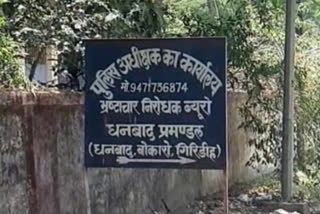 पुलिस अधीक्षक का कार्यालय
मो.9471736874
भ्रष्टाचार निरोधक ब्यूरो
धनबाद प्रमण्डल
(धनबाद, बोकारो, गिरिडीह)